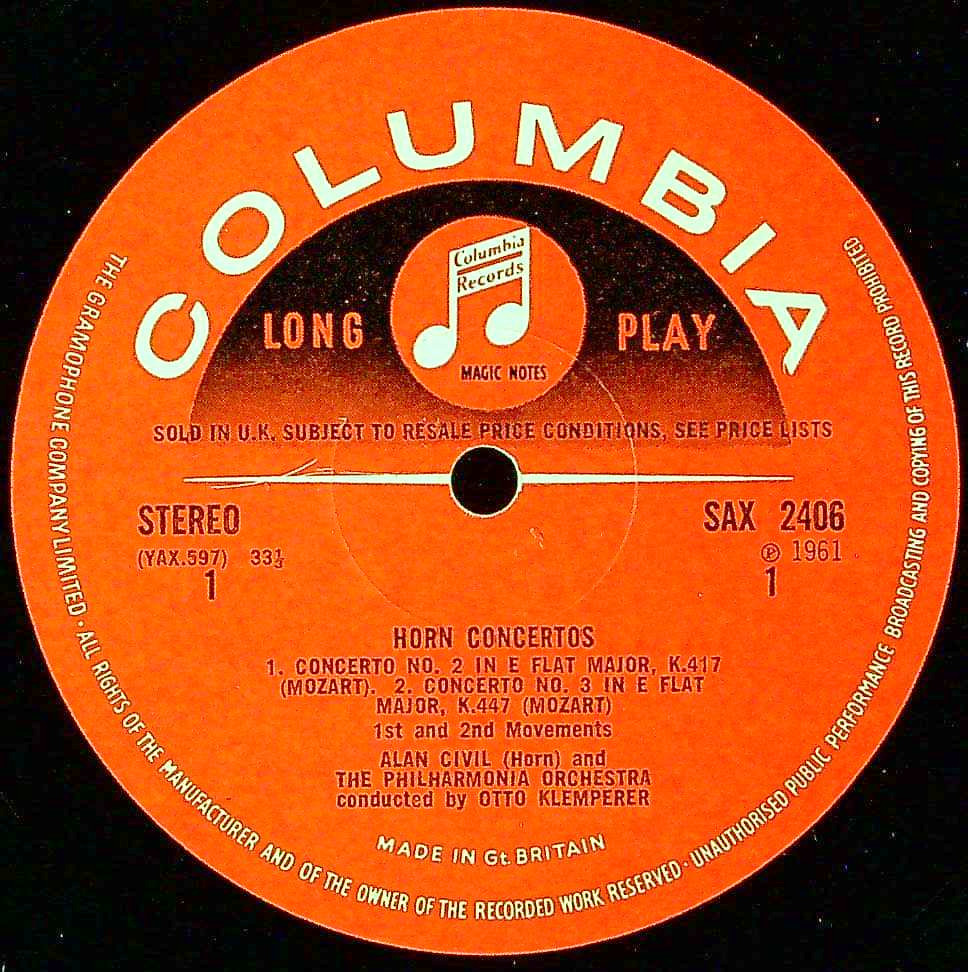 COLUMBIA
Columbia
Records
LONG
PLAY
MAGIC NOTES
SOLD IN U.K. SUBJECT TO RESALE PRICE CONDITIONS, SEE PRICE LISTS
STEREO
SAX 2406
(YAX.597) 33⅓
℗ 1961
1
1
HORN CONCERTOS
1. CONCERTO NO. 2 IN E FLAT MAJOR, K.417
(MOZART). 2. CONCERTO NO. 3 IN E FLAT
MAJOR, K.447 (MOZART)
1st and 2nd Movements
ALAN CIVIL (Horn) and
THE PHILHARMONIA ORCHESTRA
conducted by OTTO KLEMPERER
MADE IN Gt. BRITAIN
THE GRAMOPHONE COMPANY LIMITED · ALL RIGHTS OF THE MANUFACTURER AND OF THE OWNER OF THE RECORDED WORK RESERVED · UNAUTHORISED PUBLIC PERFORMANCE BROADCASTING AND COPYING OF THIS RECORD PROHIBITED